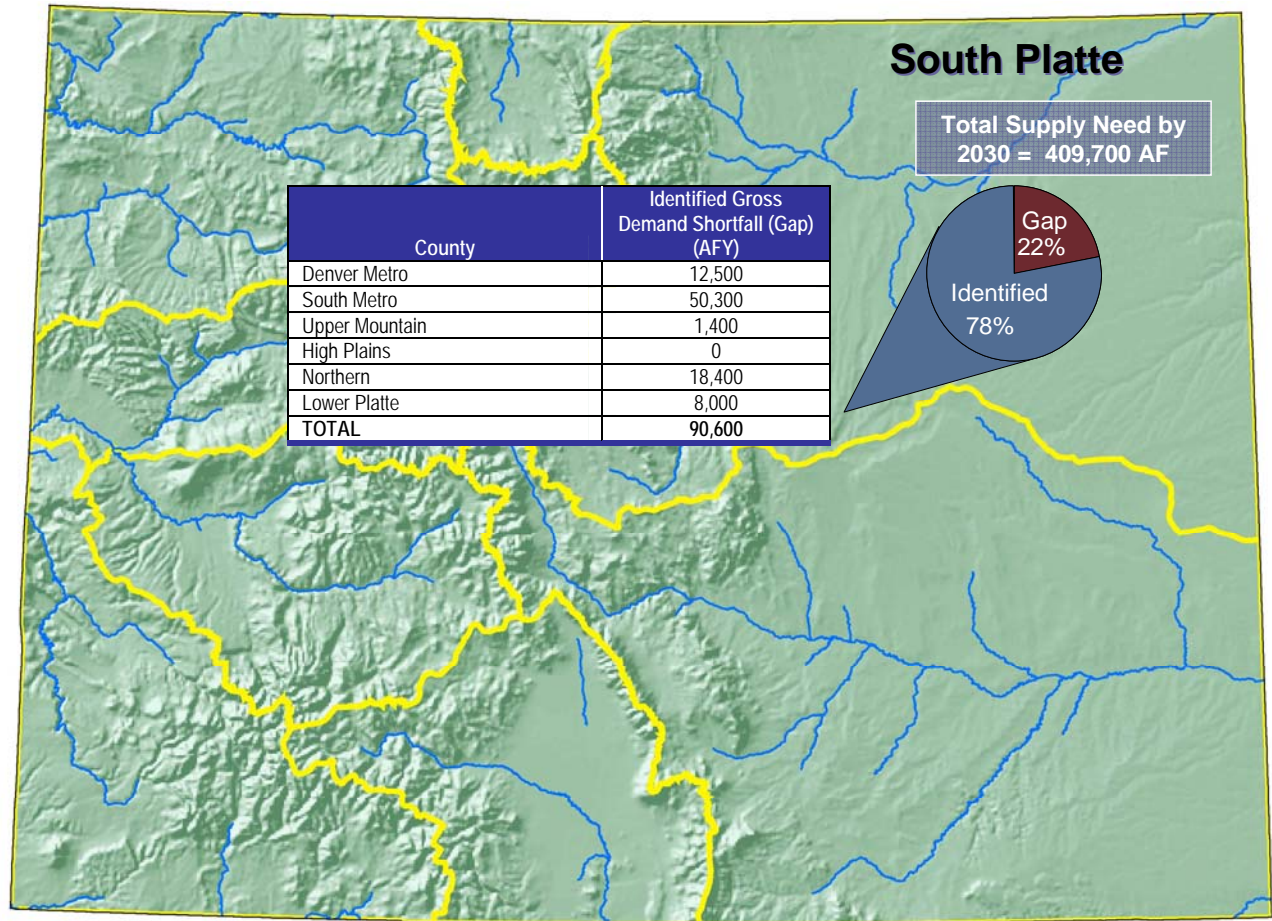 South Platte
Total Supply Need by
2030 = 409,700 AF
Gap
22%
Identified
78%
County Identified Gross
Demand Shortfall (Gap)
(AFY)
Denver Metro 12,500
South Metro 50,300
Upper Mountain 1,400
High Plains 0
Northern 18,400
Lower Platte 8,000
TOTAL 90,600